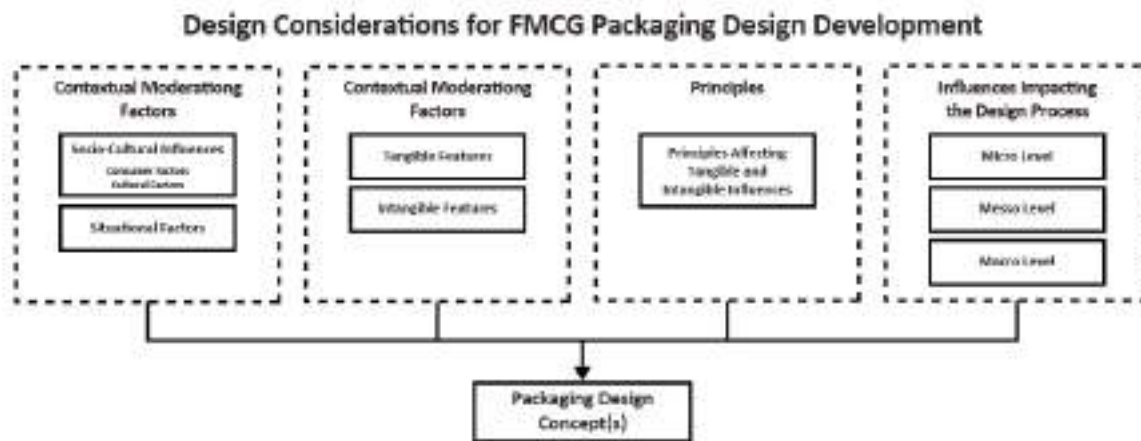 Design Considerations for FMCG Packaging Design Development
Contextual Moderationg
Factors
Socio-Cultural Influences
Consumer Factors
Cultural Factors
Situational Factors
Contextual Moderationg
Factors
Tangible Features
Intangible Features
Principles
Principles Affecting
Tangible and
Intangible Influences
Influences Impacting
the Design Process
Micro Level
Messo Level
Macro Level
Packaging Design
Concept(s)